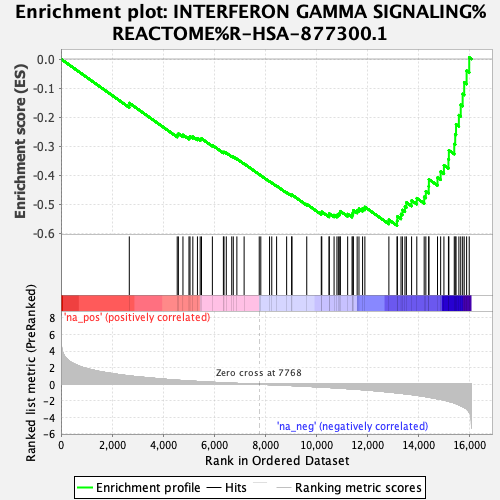 Enrichment plot: INTERFERON GAMMA SIGNALING%
REACTOME%R-HSA-877300.1
Enrichment score (ES)
0.0
-0.1
-0.2
-0.3
-0.4
-0.5
-0.6
'na_pos' (positively correlated)
Ranked list metric (PreRanked)
8
6
4
2
0
-2
-4
-6
Zero cross at 7768
'na_neg' (negatively correlated)
0
2,000
4,000
6,000
8,000
10,000
12,000
14,000
16,000
Rank in Ordered Dataset
Enrichment profile
Hits
Ranking metric scores